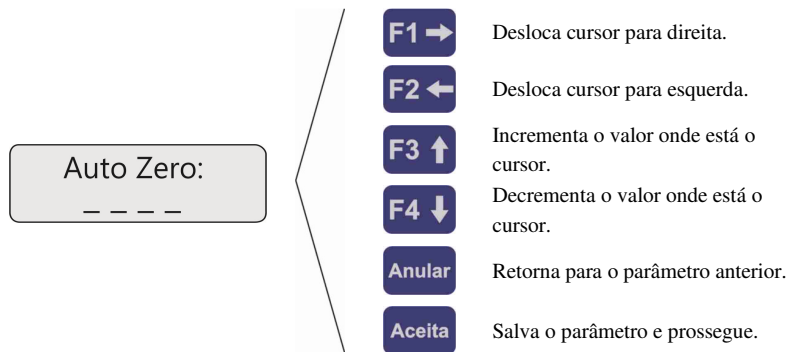 Auto Zero:
_ _ _ _
F1 → Desloca cursor para direita.
F2 ← Desloca cursor para esquerda.
F3 ↑ Incrementa o valor onde está o
cursor.
F4 ↓ Decrementa o valor onde está o
cursor.
Anular Retorna para o parâmetro anterior.
Aceita Salva o parâmetro e prossegue.